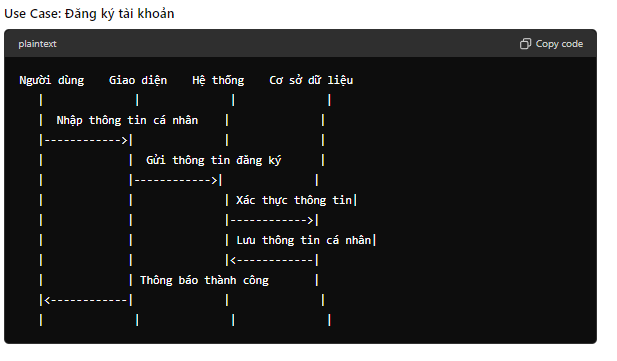 Use Case: Đăng ký tài khoản
plaintext
Copy code
Người dùng    Giao diện    Hệ thống    Cơ sở dữ liệu
   |              |              |              |
   |  Nhập thông tin cá nhân    |              |
   |------------>|              |              |
   |             |  Gửi thông tin đăng ký      |
   |             |------------>|              |
   |             |              | Xác thực thông tin|
   |             |              |------------>|
   |             |              | Lưu thông tin cá nhân|
   |             |              |<------------|
   |             | Thông báo thành công       |
   |<------------|              |              |
   |              |              |              |